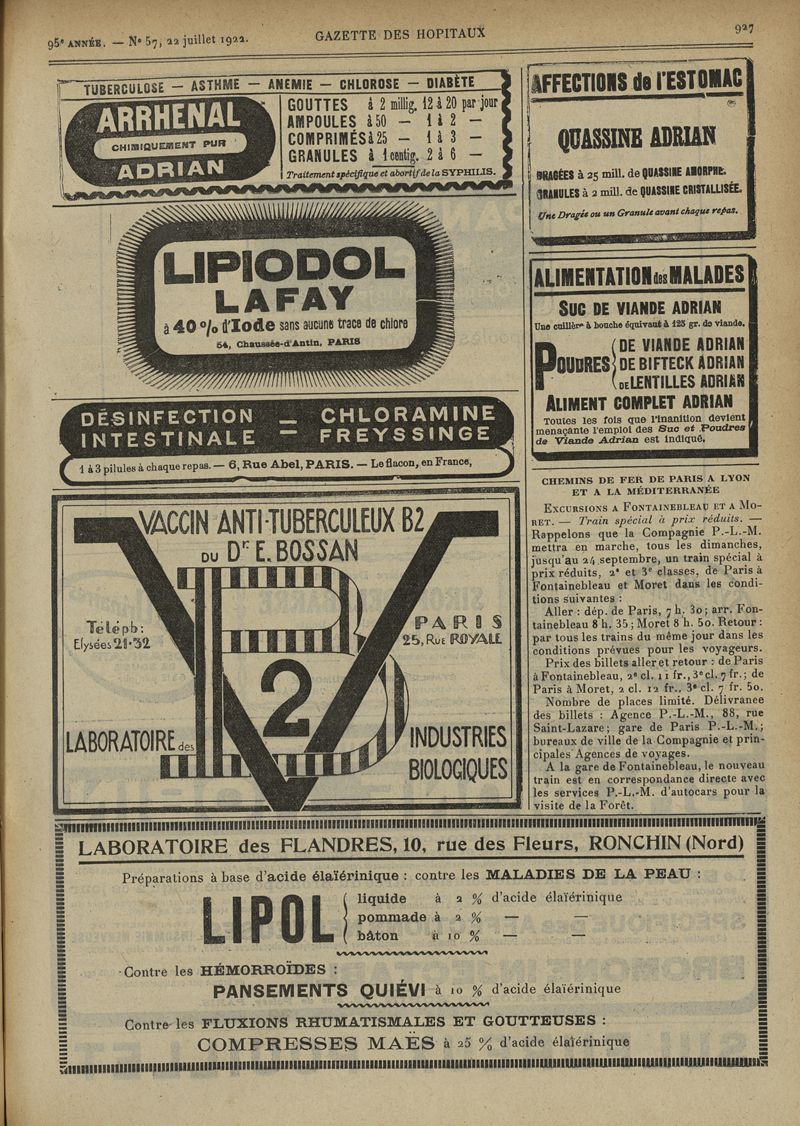 95e ANNÉE. — No 57, 22 juillet 1922.
GAZETTE DES HOPITAUX
927
TUBERCULOSE — ASTHME — ANEMIE — CHLOROSE — DIABÈTE
ARRHENAL
CHIMIQUEMENT PUR
ADRIAN
GOUTTES à 2 millig. 12 à 20 par jour
AMPOULES à 50 — 1 à 2 —
COMPRIMÉS à 25 — 1 à 3 —
GRANULES à 1 centig. 2 à 6 —
Traitement spécifique et abortif de la SYPHILIS.
LIPIODOL
LAFAY
à 40 % d'Iode sans aucune trace de chlore
54, Chaussée-d'Antin, PARIS
DÉSINFECTION = CHLORAMINE
INTESTINALE = FREYSSINGE
1 à 3 pilules à chaque repas. — 6, Rue Abel, PARIS. — Le flacon, en France,
VACCIN ANTI-TUBERCULEUX B2
DU Dr E. BOSSAN
Téléph:
Elysées 21-32
PARIS
25, RUE ROYALE
B
2
LABORATOIRE des
INDUSTRIES
BIOLOGIQUES
AFFECTIONS de l'ESTOMAC
QUASSINE ADRIAN
DRAGÉES à 25 mill. de QUASSINE AMORPHE.
GRANULES à 2 mill. de QUASSINE CRISTALLISÉE.
Une Dragée ou un Granule avant chaque repas.
ALIMENTATION des MALADES
SUC DE VIANDE ADRIAN
Une cuillère à bouche équivaut à 125 gr. de viande.
POUDRES
DE VIANDE ADRIAN
DE BIFTECK ADRIAN
DE LENTILLES ADRIAN
ALIMENT COMPLET ADRIAN
Toutes les fois que l'inanition devient
menaçante l'emploi des Suc et Poudres
de Viande Adrian est indiqué.
CHEMINS DE FER DE PARIS A LYON
ET A LA MÉDITERRANÉE
EXCURSIONS A FONTAINEBLEAU ET A MO-
RET. — Train spécial à prix réduits. —
Rappelons que la Compagnie P.-L.-M.
mettra en marche, tous les dimanches,
jusqu'au 24 septembre, un train spécial à
prix réduits, 2e et 3e classes, de Paris à
Fontainebleau et Moret dans les condi-
tions suivantes :
Aller : dép. de Paris, 7 h. 30; arr. Fon-
tainebleau 8 h. 35; Moret 8 h. 50. Retour :
par tous les trains du même jour dans les
conditions prévues pour les voyageurs.
Prix des billets aller et retour : de Paris
à Fontainebleau, 2e cl. 11 fr., 3e cl. 7 fr.; de
Paris à Moret, 2 cl. 12 fr., 3e cl. 7 fr. 50.
Nombre de places limité. Délivranee
des billets : Agence P.-L.-M., 88, rue
Saint-Lazare; gare de Paris P.-L.-M.;
bureaux de ville de la Compagnie et prin-
cipales Agences de voyages.
A la gare de Fontainebleau, le nouveau
train est en correspondance directe avec
les services P.-L.-M. d'autocars pour la
visite de la Forêt.
LABORATOIRE des FLANDRES, 10, rue des Fleurs, RONCHIN (Nord)
Préparations à base d'acide élaïérinique : contre les MALADIES DE LA PEAU :
LIPOL
liquide à 2 % d'acide élaïérinique
pommade à 2 % — —
bâton à 10 % — —
Contre les HÉMORROÏDES :
PANSEMENTS QUIÉVI à 10 % d'acide élaïérinique
Contre les FLUXIONS RHUMATISMALES ET GOUTTEUSES :
COMPRESSES MAËS à 25 % d'acide élaïérinique